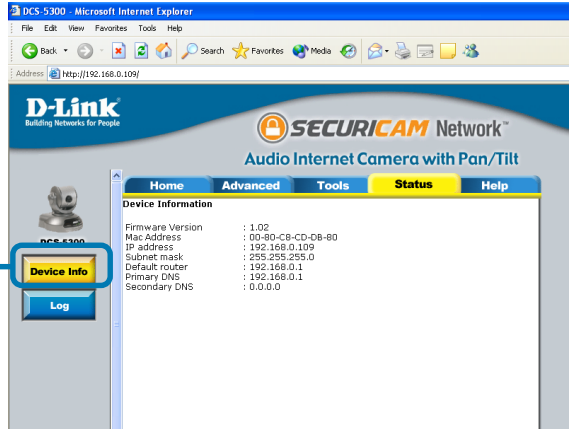 DCS-5300 - Microsoft Internet Explorer
File Edit View Favorites Tools Help
Back Search Favorites Media
Address http://192.168.0.109/
D-Link
Building Networks for People
SECURICAM Network™
Audio Internet Camera with Pan/Tilt
Home Advanced Tools Status Help
DCS-5300
Device Info
Log
Device Information
Firmware Version : 1.02
Mac Address : 00-80-C8-CD-DB-80
IP address : 192.168.0.109
Subnet mask : 255.255.255.0
Default router : 192.168.0.1
Primary DNS : 192.168.0.1
Secondary DNS : 0.0.0.0